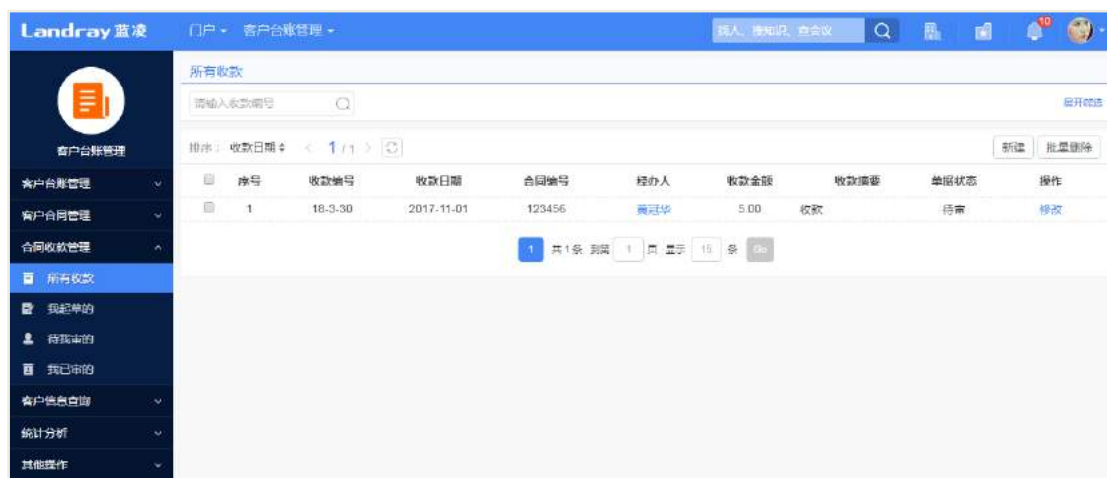 Landray 蓝凌 门户 客户台账管理 找人、搜知识、查会议 10
客户台账管理
客户台账管理
客户合同管理
合同收款管理
所有收款
我起草的
待我审的
我已审的
客户信息查询
统计分析
其他操作
所有收款
请输入收款编号 展开筛选
排序： 收款日期 < 1 / 1 > 新建 批量删除
序号 收款编号 收款日期 合同编号 经办人 收款金额 收款摘要 单据状态 操作
1 18-3-30 2017-11-01 123456 黄冠华 5.00 收款 待审 修改
1 共1条 到第 1 页 显示 15 条 Go